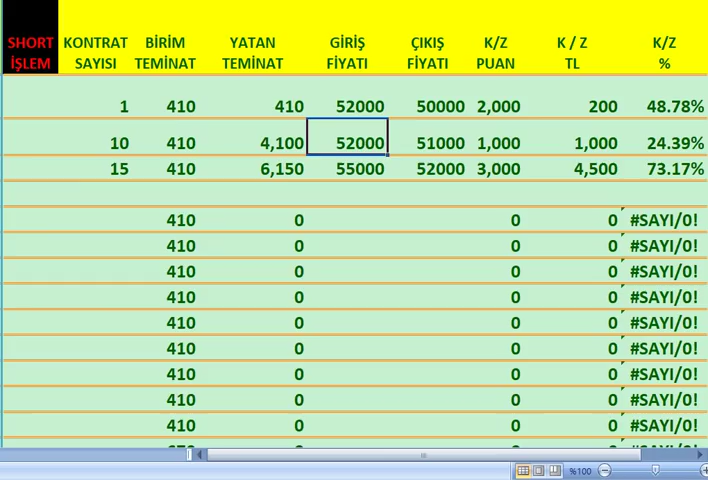 SHORT KONTRAT BİRİM YATAN GİRİŞ ÇIKIŞ K/Z K / Z K/Z
İŞLEM SAYISI TEMİNAT TEMİNAT FİYATI FİYATI PUAN TL %
1 410 410 52000 50000 2,000 200 48.78%
10 410 4,100 52000 51000 1,000 1,000 24.39%
15 410 6,150 55000 52000 3,000 4,500 73.17%
410 0 0 0 #SAYI/0!
410 0 0 0 #SAYI/0!
410 0 0 0 #SAYI/0!
410 0 0 0 #SAYI/0!
410 0 0 0 #SAYI/0!
410 0 0 0 #SAYI/0!
410 0 0 0 #SAYI/0!
410 0 0 0 #SAYI/0!
410 0 0 0 #SAYI/0!
%100